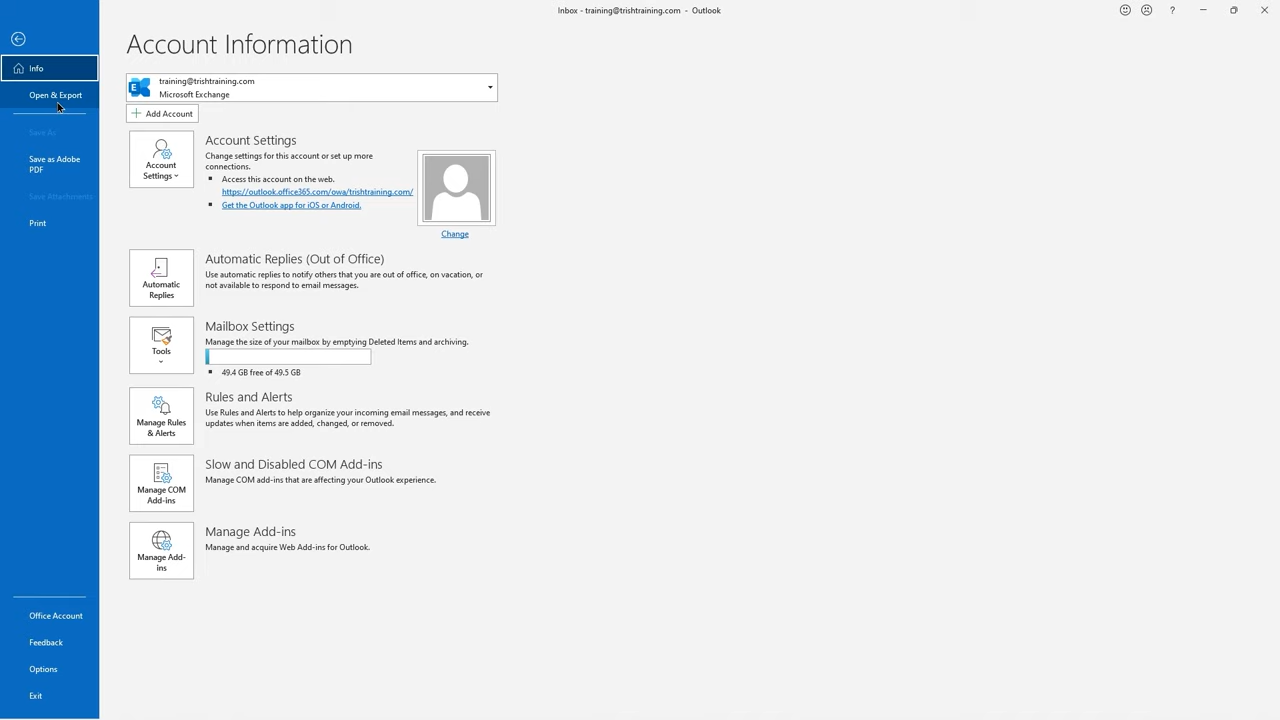 Inbox - training@trishtraining.com - Outlook
?
Account Information
Info
Open & Export
Save As
Save as Adobe
PDF
Save Attachments
Print
Office Account
Feedback
Options
Exit
E
training@trishtraining.com
Microsoft Exchange
+ Add Account
Account
Settings
Account Settings
Change settings for this account or set up more
connections.
Access this account on the web.
https://outlook.office365.com/owa/trishtraining.com/
Get the Outlook app for iOS or Android.
Change
Automatic
Replies
Automatic Replies (Out of Office)
Use automatic replies to notify others that you are out of office, on vacation, or
not available to respond to email messages.
Tools
Mailbox Settings
Manage the size of your mailbox by emptying Deleted Items and archiving.
49.4 GB free of 49.5 GB
Manage Rules
& Alerts
Rules and Alerts
Use Rules and Alerts to help organize your incoming email messages, and receive
updates when items are added, changed, or removed.
Manage COM
Add-ins
Slow and Disabled COM Add-ins
Manage COM add-ins that are affecting your Outlook experience.
Manage Add-
ins
Manage Add-ins
Manage and acquire Web Add-ins for Outlook.